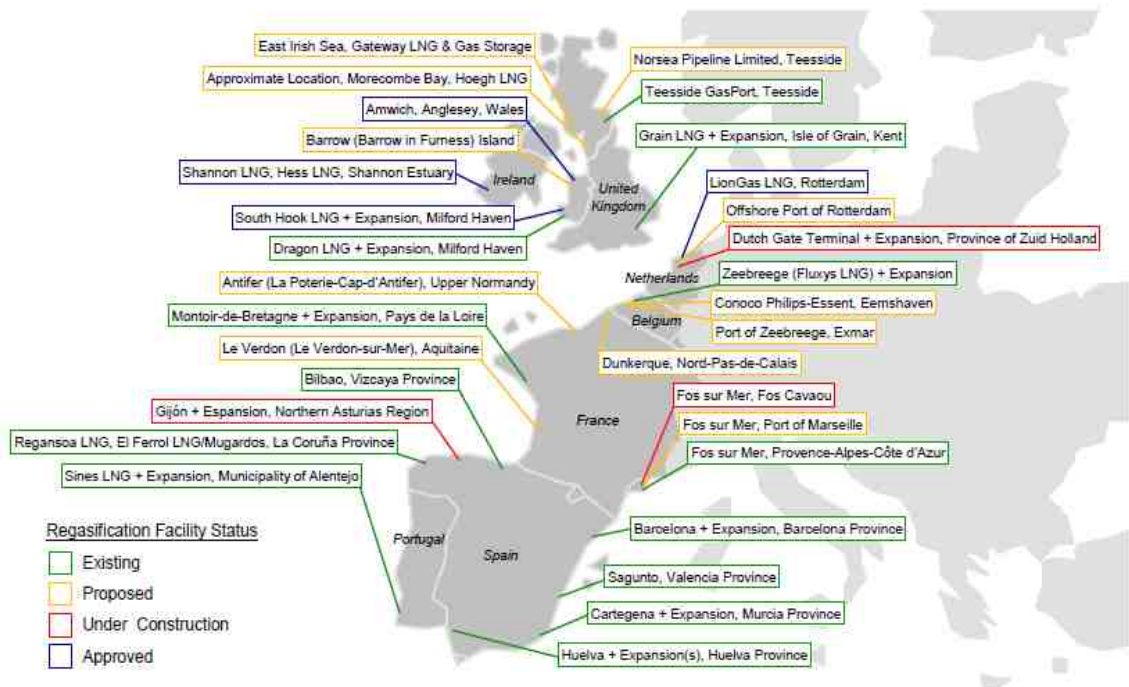 East Irish Sea, Gateway LNG & Gas Storage
Norsea Pipeline Limited, Teesside
Approximate Location, Morecombe Bay, Hoegh LNG
Teesside GasPort, Teesside
Amwich, Anglesey, Wales
Grain LNG + Expansion, Isle of Grain, Kent
Barrow (Barrow in Furness) Island
Shannon LNG, Hess LNG, Shannon Estuary
Ireland
United
Kingdom
LionGas LNG, Rotterdam
South Hook LNG + Expansion, Milford Haven
Offshore Port of Rotterdam
Dragon LNG + Expansion, Milford Haven
Dutch Gate Terminal + Expansion, Province of Zuid Holland
Netherlands
Zeebreege (Fluxys LNG) + Expansion
Antifer (La Poterie-Cap-d'Antifer), Upper Normandy
Conoco Philips-Essent, Eemshaven
Montoir-de-Bretagne + Expansion, Pays de la Loire
Belgium
Port of Zeebreege, Exmar
Le Verdon (Le Verdon-sur-Mer), Aquitaine
Dunkerque, Nord-Pas-de-Calais
Bilbao, Vizcaya Province
Fos sur Mer, Fos Cavaou
Gijón + Espansion, Northern Asturias Region
France
Fos sur Mer, Port of Marseille
Regansoa LNG, El Ferrol LNG/Mugardos, La Coruña Province
Fos sur Mer, Provence-Alpes-Côte d'Azur
Sines LNG + Expansion, Municipality of Alentejo
Barcelona + Expansion, Barcelona Province
Portugal
Spain
Sagunto, Valencia Province
Cartegena + Expansion, Murcia Province
Huelva + Expansion(s), Huelva Province
Regasification Facility Status
Existing
Proposed
Under Construction
Approved